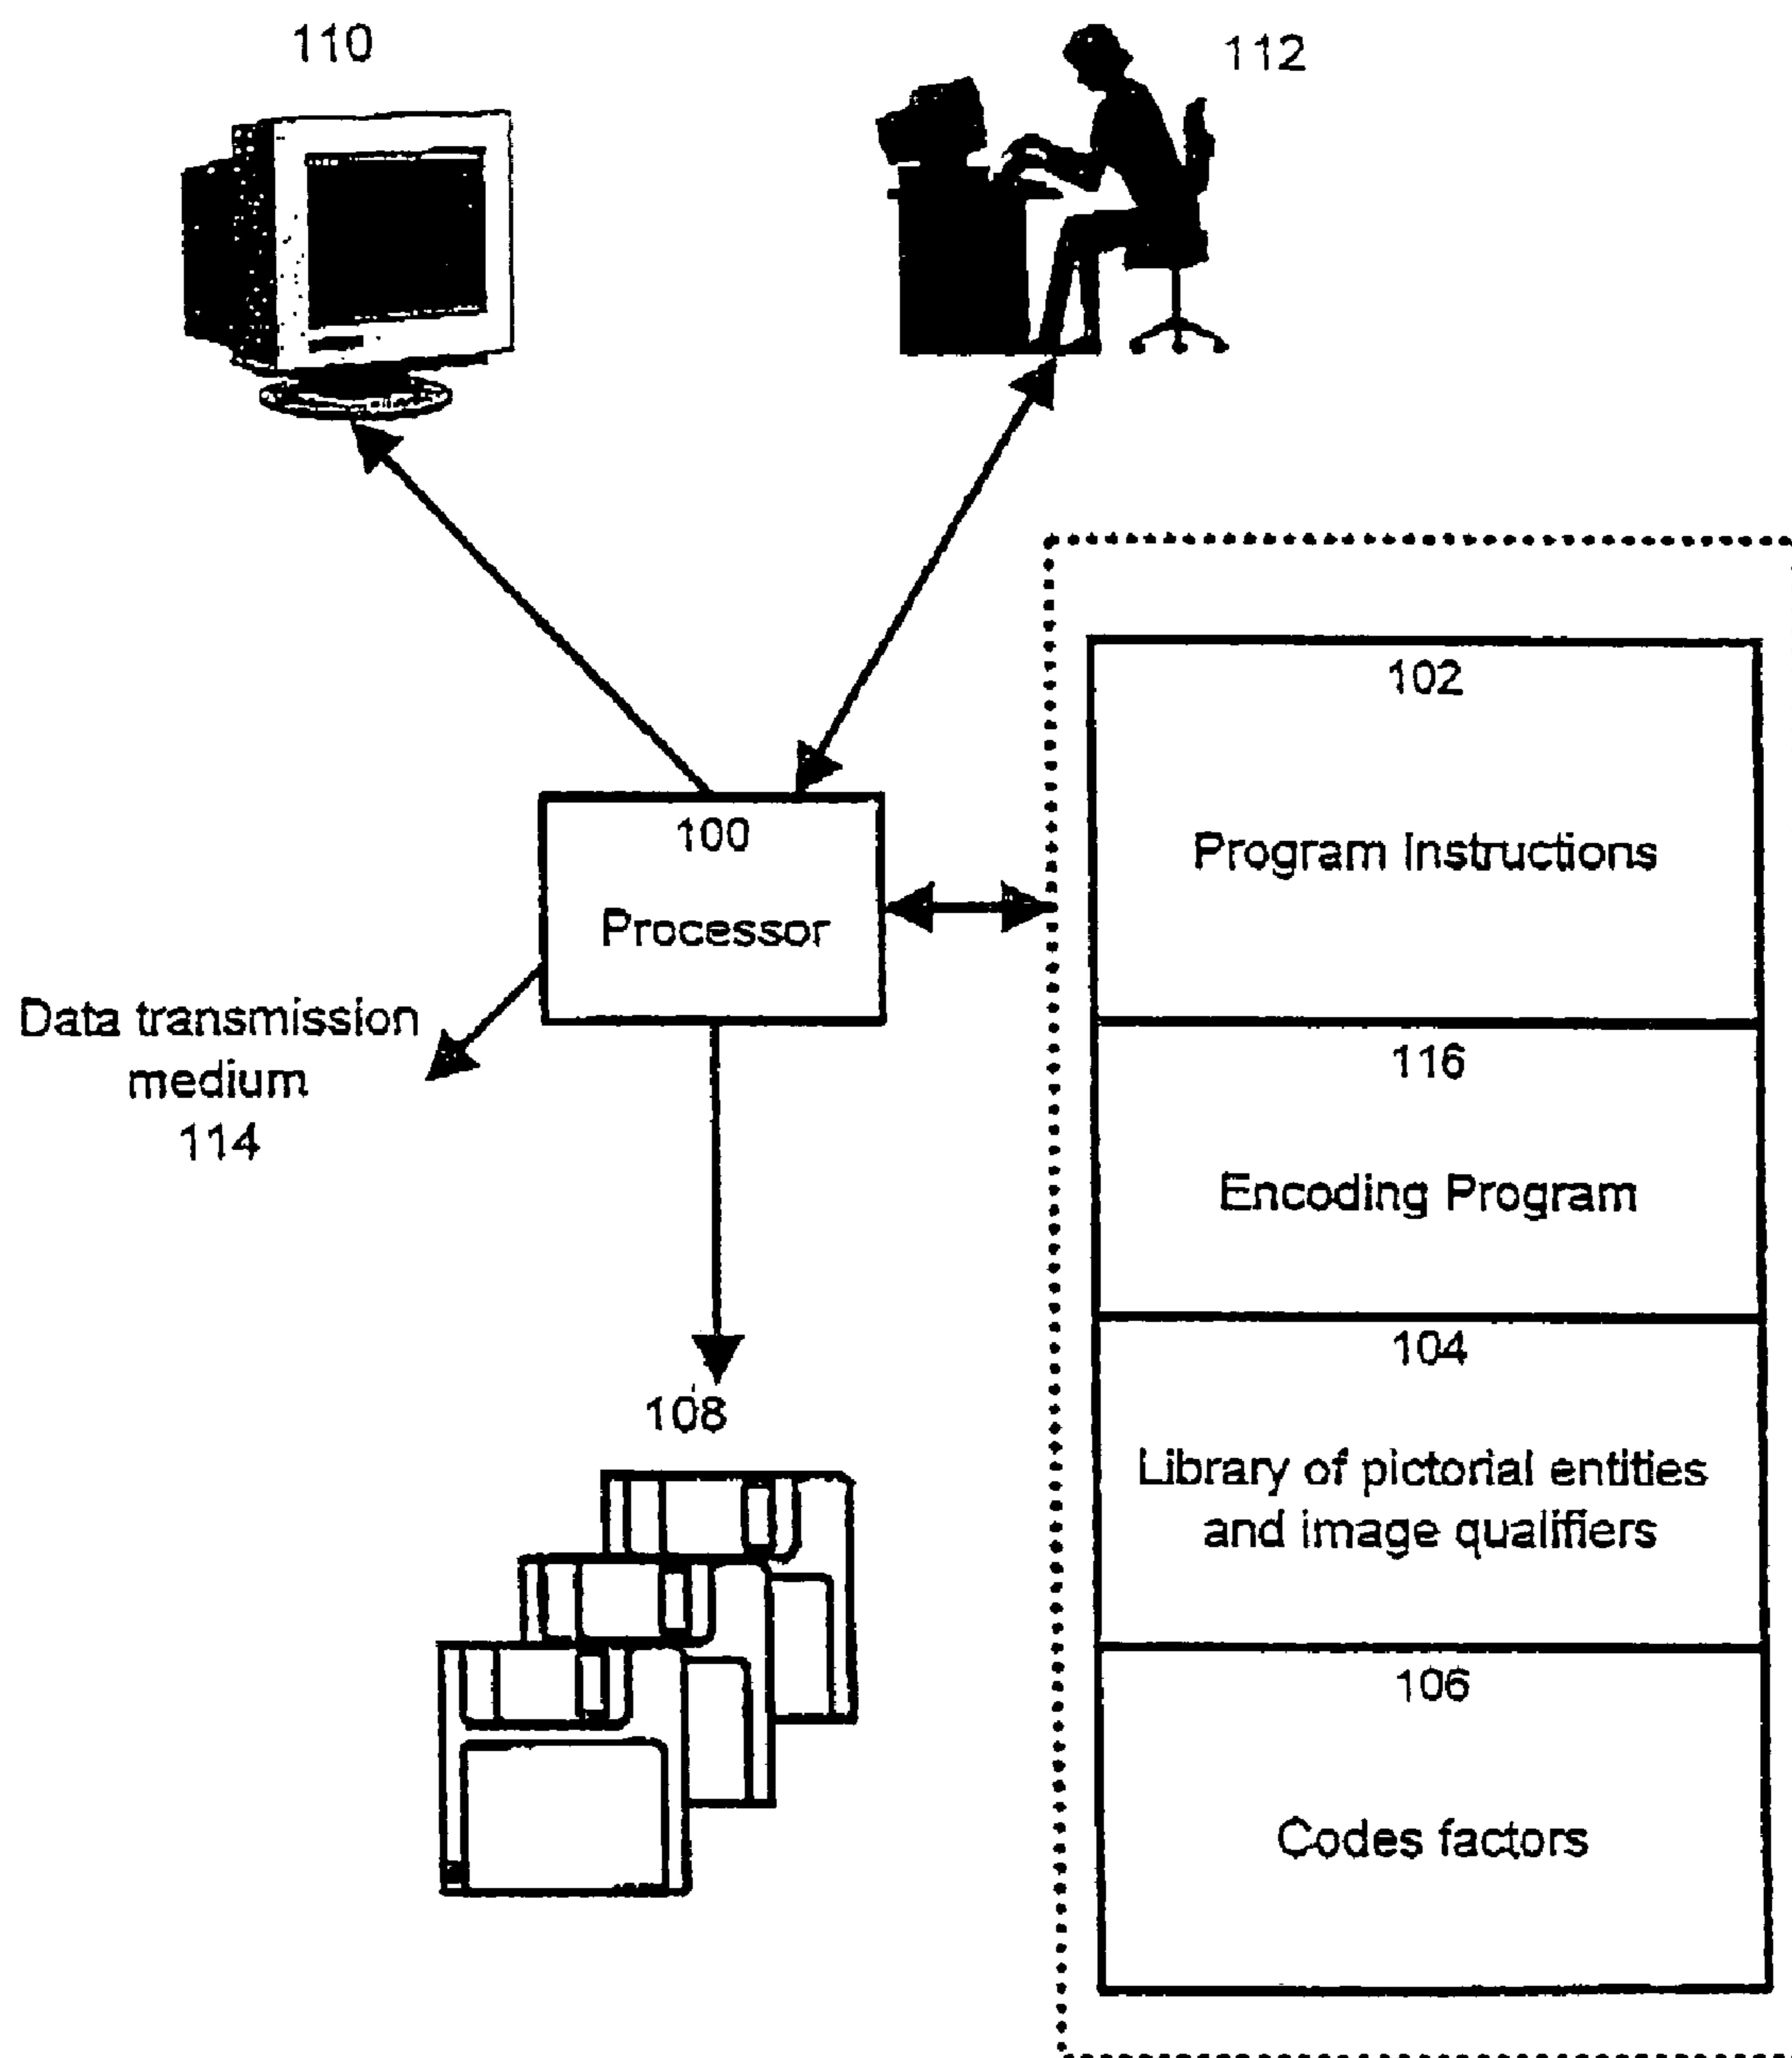 110
112
102
Program Instructions
100
Processor
Data transmission
medium
114
116
Encoding Program
104
Library of pictorial entities
and image qualifiers
108
106
Codes factors